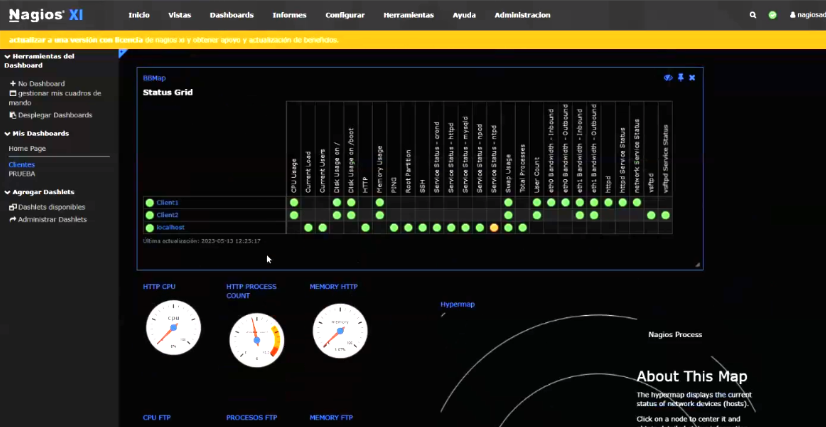 Nagios XI
Inicio Vistas Dashboards Informes Configurar Herramientas Ayuda Administracion nagiosad
actualizar a una versión con licencia de nagios xi y obtener apoyo y actualización de beneficios.
Herramientas del
Dashboard
No Dashboard
gestionar mis cuadros de
mando
Desplegar Dashboards
Mis Dashboards
Home Page
Clientes
PRUEBA
Agregar Dashlets
Dashlets disponibles
Administrar Dashlets
BBMap
Status Grid
CPU Usage
Current Load
Current Users
Disk Usage on /
Disk Usage on /boot
HTTP
Memory Usage
PING
Root Partition
SSH
Service Status - crond
Service Status - httpd
Service Status - mysqld
Service Status - npcd
Service Status - ntpd
Swap Usage
Total Processes
User Count
eth0 Bandwidth - Inbound
eth0 Bandwidth - Outbound
eth1 Bandwidth - Inbound
eth1 Bandwidth - Outbound
httpd
httpd Service Status
network Service Status
vsftpd
vsftpd Service Status
Client1
Client2
localhost
Última actualización: 2023-05-13 12:23:17
HTTP CPU
HTTP PROCESS
COUNT
MEMORY HTTP
CPU
Hypermap
Nagios Process
About This Map
The hypermap displays the current
status of network devices (hosts).
Click on a node to center it and
CPU FTP
PROCESOS FTP
MEMORY FTP